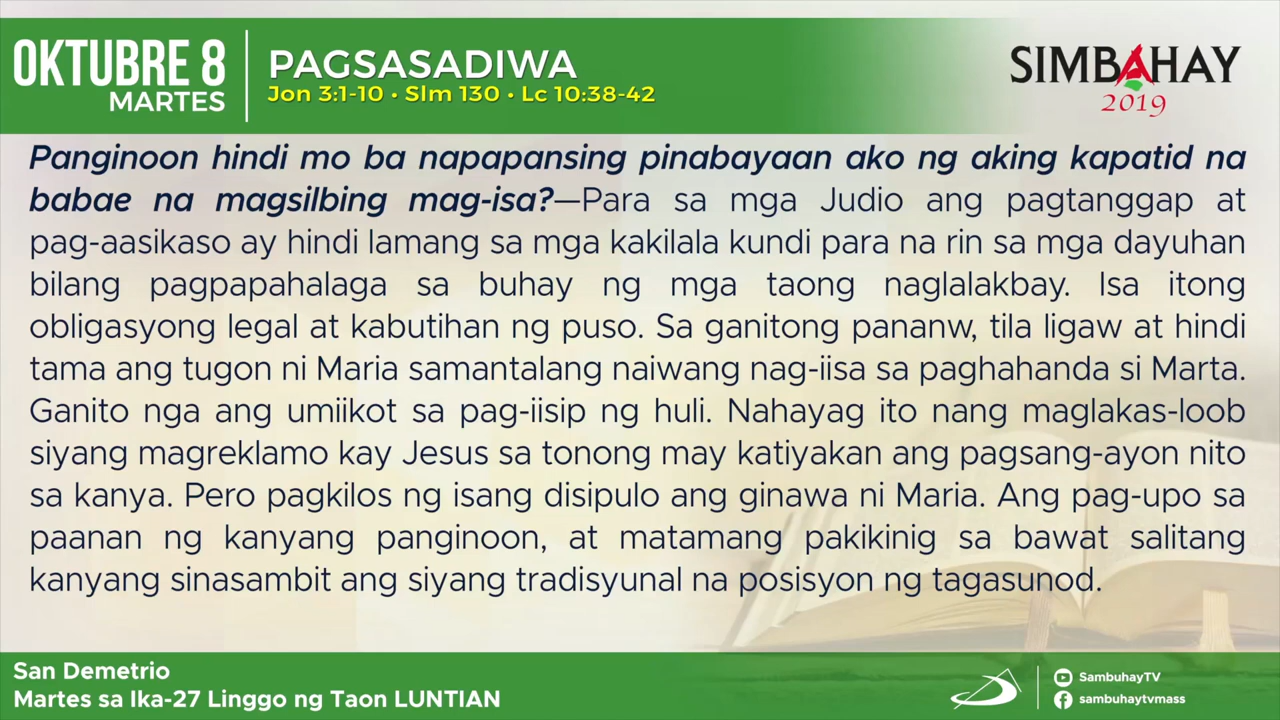 OKTUBRE 8
MARTES
PAGSASADIWA
Jon 3:1-10 • Slm 130 • Lc 10:38-42
SIMBAHAY
2019
Panginoon hindi mo ba napapansing pinabayaan ako ng aking kapatid na
babae na magsilbing mag-isa?—Para sa mga Judio ang pagtanggap at
pag-aasikaso ay hindi lamang sa mga kakilala kundi para na rin sa mga dayuhan
bilang pagpapahalaga sa buhay ng mga taong naglalakbay. Isa itong
obligasyong legal at kabutihan ng puso. Sa ganitong pananw, tila ligaw at hindi
tama ang tugon ni Maria samantalang naiwang nag-iisa sa paghahanda si Marta.
Ganito nga ang umiikot sa pag-iisip ng huli. Nahayag ito nang maglakas-loob
siyang magreklamo kay Jesus sa tonong may katiyakan ang pagsang-ayon nito
sa kanya. Pero pagkilos ng isang disipulo ang ginawa ni Maria. Ang pag-upo sa
paanan ng kanyang panginoon, at matamang pakikinig sa bawat salitang
kanyang sinasambit ang siyang tradisyunal na posisyon ng tagasunod.
San Demetrio
Martes sa Ika-27 Linggo ng Taon LUNTIAN
SambuhayTV
sambuhaytvmass